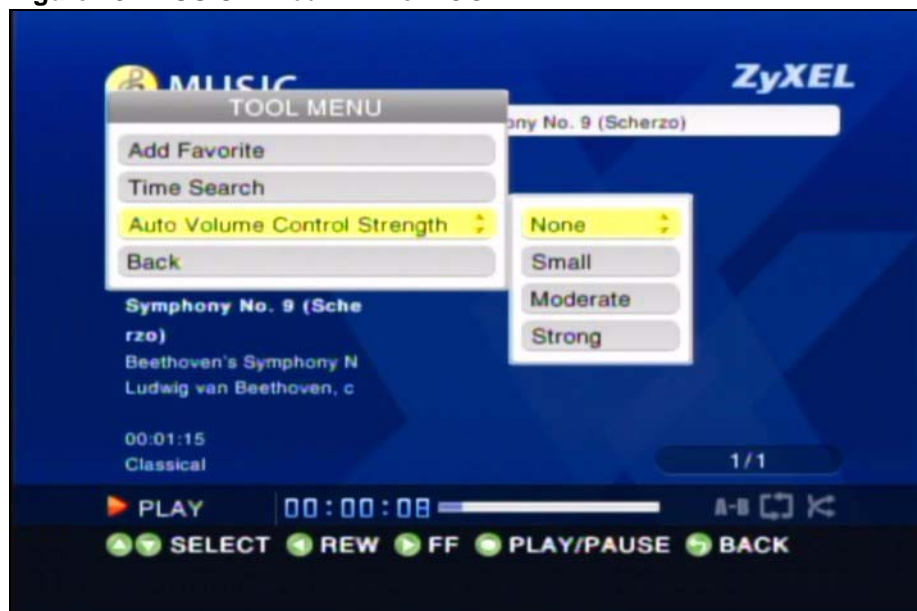 MUSIC
ZyXEL
TOOL MENU
ony No. 9 (Scherzo)
Add Favorite
Time Search
Auto Volume Control Strength
None
Back
Small
Moderate
Strong
Symphony No. 9 (Sche
rzo)
Beethoven's Symphony N
Ludwig van Beethoven, c
00:01:15
Classical
1/1
PLAY
00:00:08
A-B
SELECT REW FF PLAY/PAUSE BACK